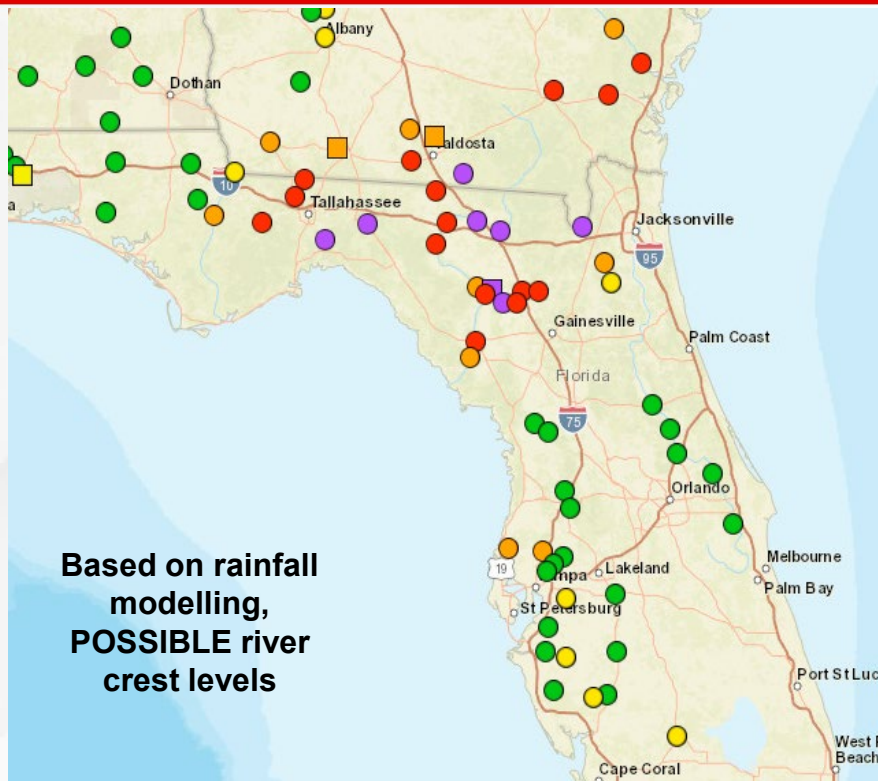 Albany
Dothan
Valdosta
10
Tallahassee
Jacksonville
95
Gainesville
Palm Coast
Florida
75
Orlando
Based on rainfall
modelling,
POSSIBLE river
crest levels
19
Lakeland
Melbourne
Palm Bay
St Petersburg
Port St Luc
West P
Beach
Cape Coral